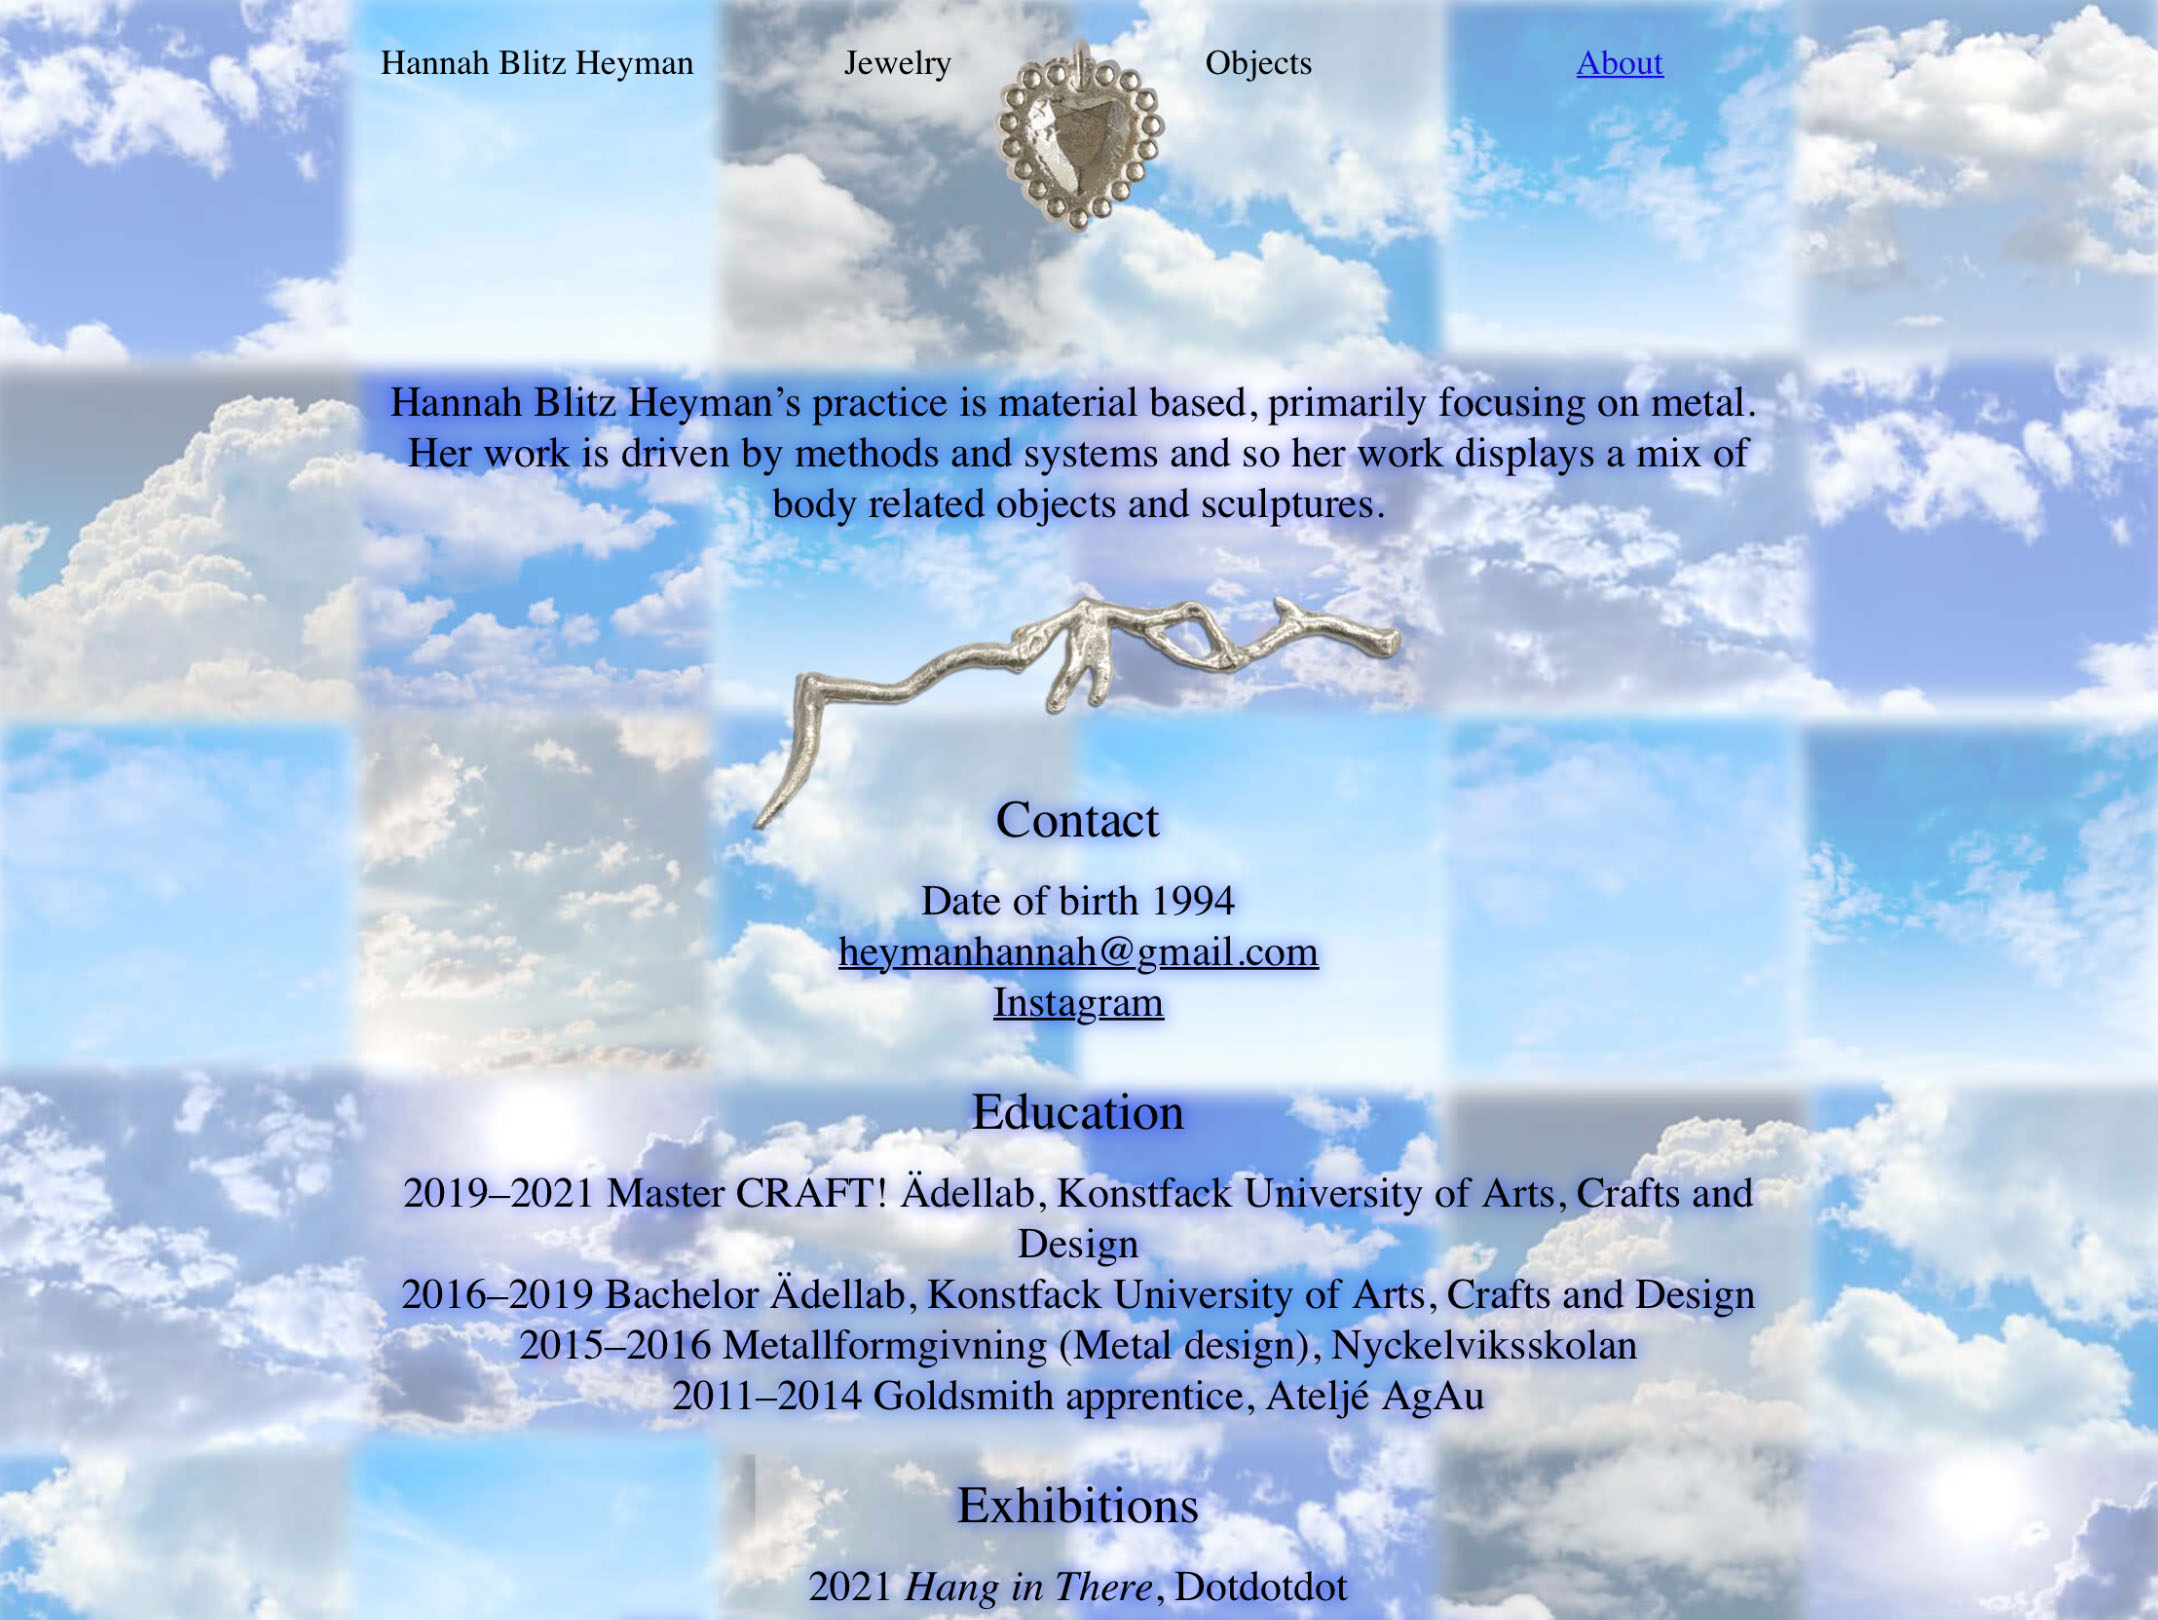 Hannah Blitz Heyman Jewelry Objects About
Hannah Blitz Heyman’s practice is material based, primarily focusing on metal.
Her work is driven by methods and systems and so her work displays a mix of
body related objects and sculptures.
Contact
Date of birth 1994
heymanhannah@gmail.com
Instagram
Education
2019–2021 Master CRAFT! Ädellab, Konstfack University of Arts, Crafts and
Design
2016–2019 Bachelor Ädellab, Konstfack University of Arts, Crafts and Design
2015–2016 Metallformgivning (Metal design), Nyckelviksskolan
2011–2014 Goldsmith apprentice, Ateljé AgAu
Exhibitions
2021 Hang in There, Dotdotdot